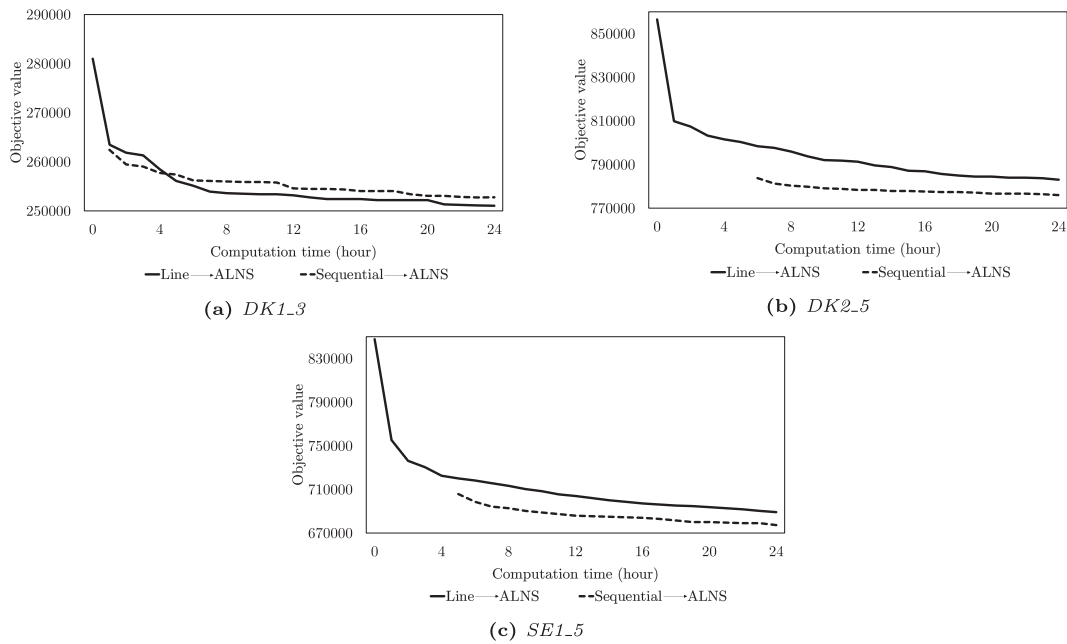 290000
280000
270000
260000
250000
Objective value
0 4 8 12 16 20 24
Computation time (hour)
Line → ALNS Sequential → ALNS
(a) DK1_3
850000
830000
810000
790000
770000
Objective value
0 4 8 12 16 20 24
Computation time (hour)
Line → ALNS Sequential → ALNS
(b) DK2_5
830000
790000
750000
710000
670000
Objective value
0 4 8 12 16 20 24
Computation time (hour)
Line → ALNS Sequential → ALNS
(c) SE1_5